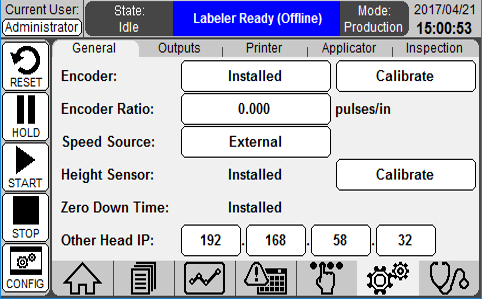 Current User: State: Labeler Ready (Offline) Mode: 2017/04/21
Administrator Idle Production 15:00:53
General Outputs Printer Applicator Inspection
RESET Encoder: Installed Calibrate
HOLD Encoder Ratio: 0.000 pulses/in
Speed Source: External
START Height Sensor: Installed Calibrate
Zero Down Time: Installed
STOP Other Head IP: 192 . 168 . 58 . 32
CONFIG